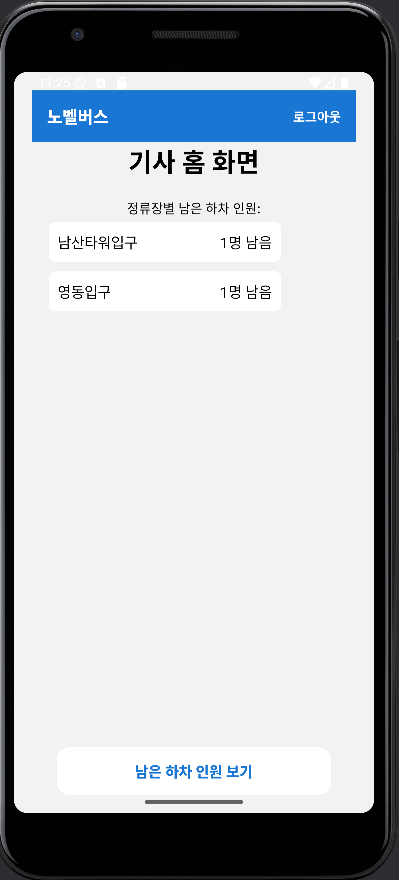 11:25
노벨버스 로그아웃
기사 홈 화면
정류장별 남은 하차 인원:
남산타워입구 1명 남음
영동입구 1명 남음
남은 하차 인원 보기